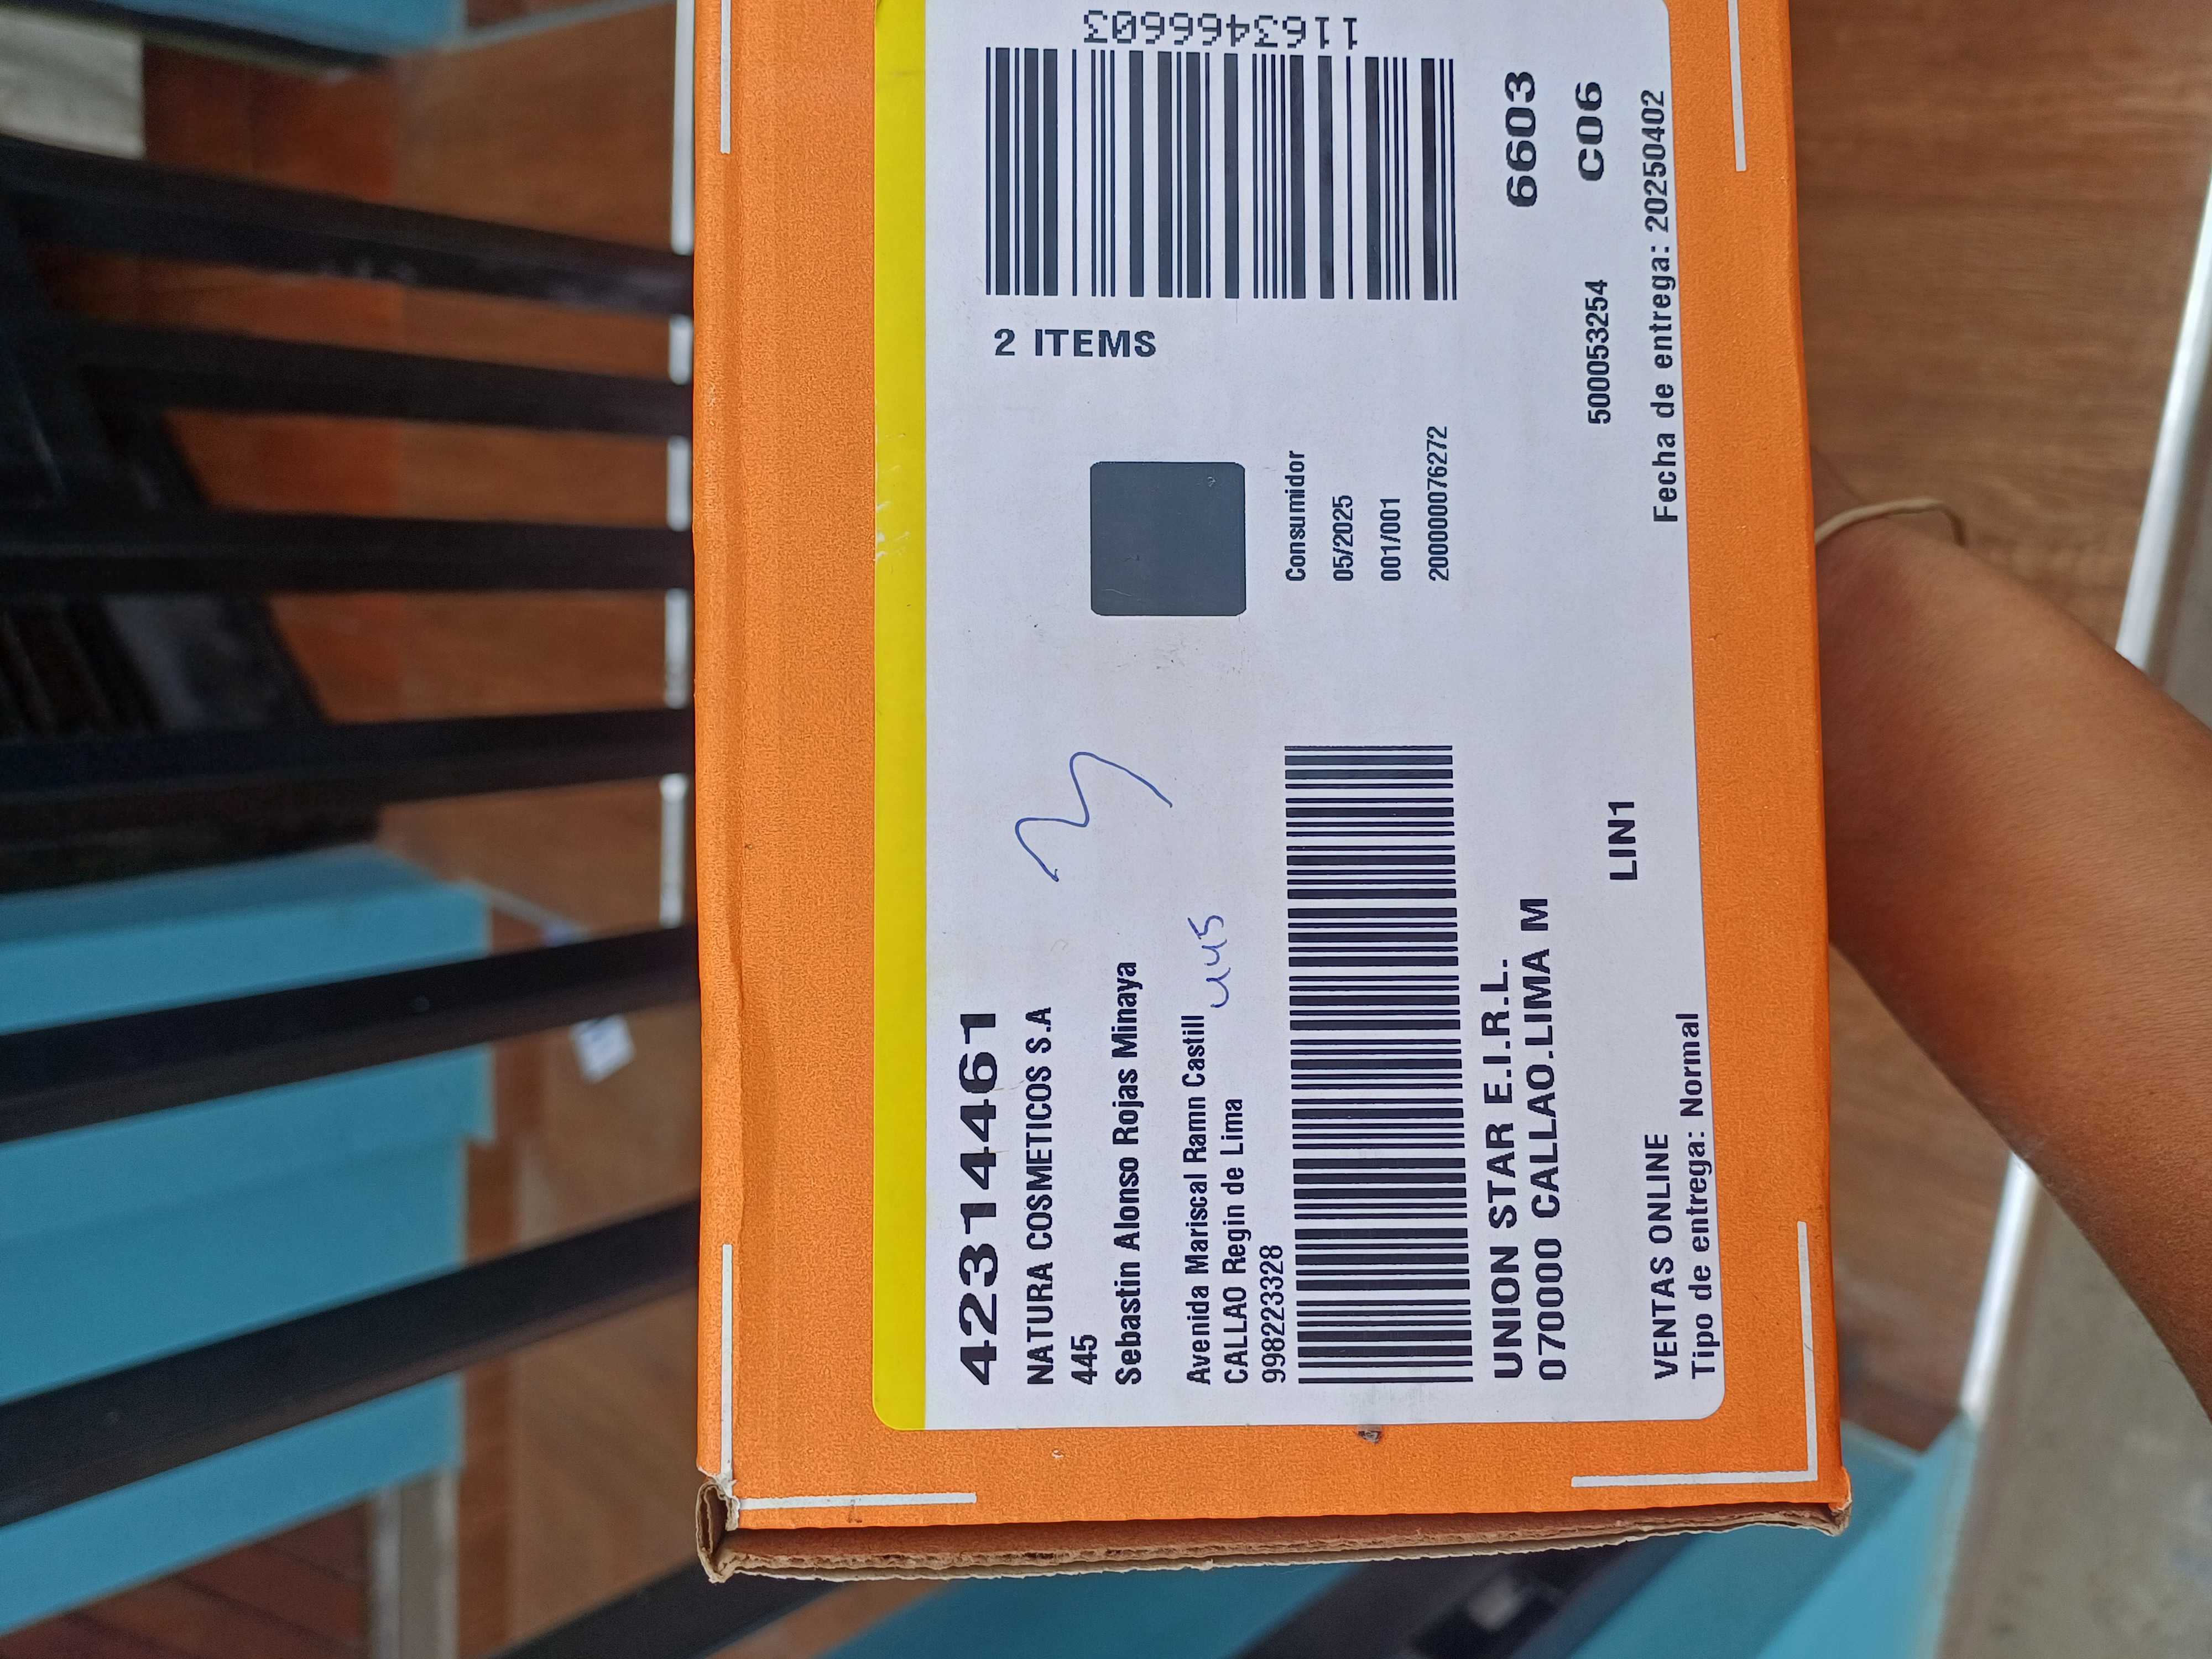 42314461
NATURA COSMETICOS S.A
445
Sebastin Alonso Rojas Minaya
Avenida Mariscal Ramn Castill
445
CALLAO Regin de Lima
998223328
UNION STAR E.I.R.L.
070000 CALLAO.LIMA M
LIN1
VENTAS ONLINE
Tipo de entrega: Normal
Consumidor
05/2025
001/001
200000076272
2 ITEMS
1163466603
6603
500053254 C06
Fecha de entrega: 20250402